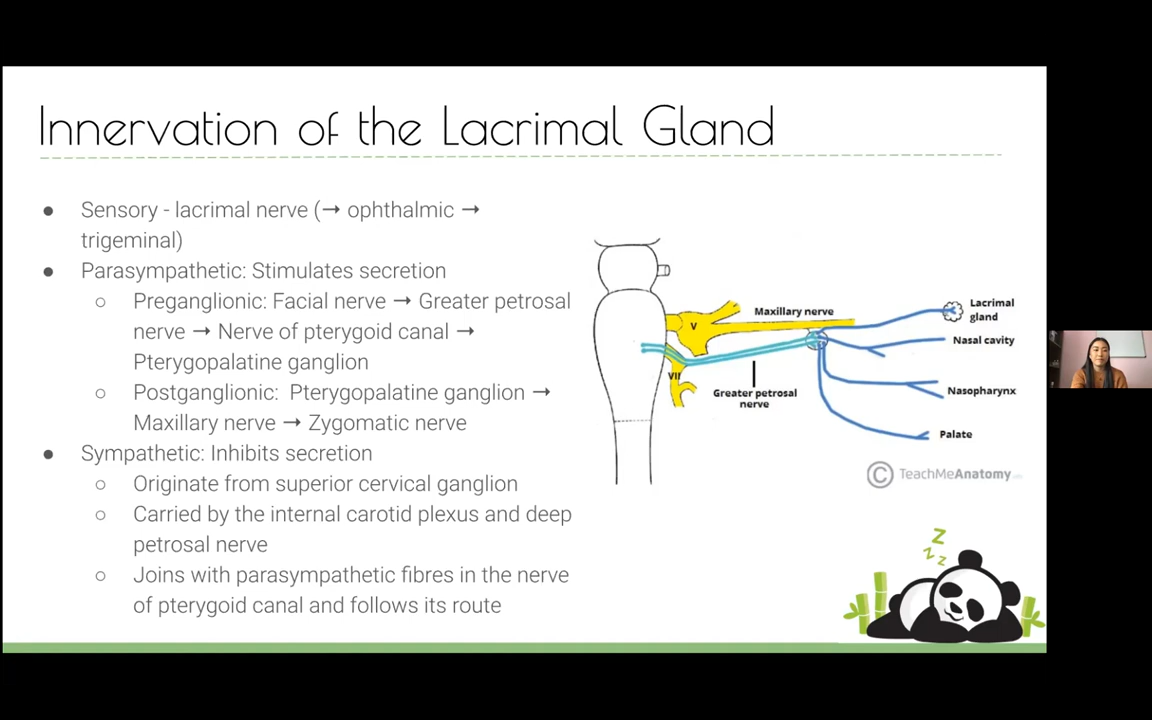 Innervation of the Lacrimal Gland
● Sensory - lacrimal nerve (→ ophthalmic →
trigeminal)
● Parasympathetic: Stimulates secretion
○ Preganglionic: Facial nerve → Greater petrosal
nerve → Nerve of pterygoid canal →
Pterygopalatine ganglion
○ Postganglionic: Pterygopalatine ganglion →
Maxillary nerve → Zygomatic nerve
● Sympathetic: Inhibits secretion
○ Originate from superior cervical ganglion
○ Carried by the internal carotid plexus and deep
petrosal nerve
○ Joins with parasympathetic fibres in the nerve
of pterygoid canal and follows its route
Maxillary nerve
V
VII
Greater petrosal
nerve
Lacrimal
gland
Nasal cavity
Nasopharynx
Palate
© TeachMeAnatomy
Z
Z
Z